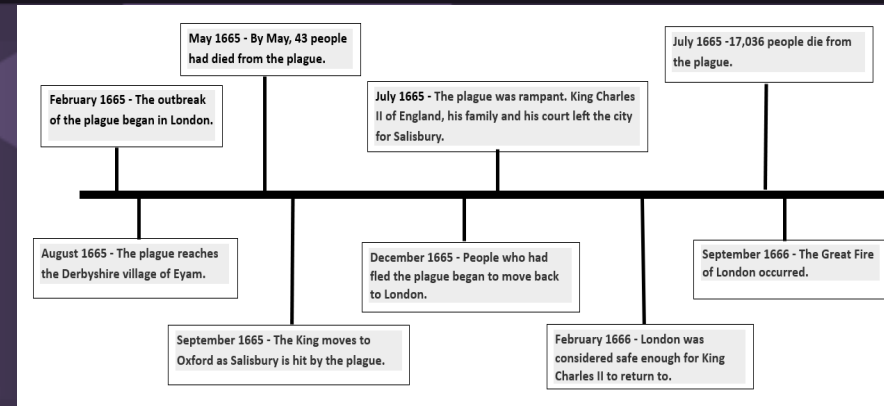 February 1665 - The outbreak
of the plague began in London.
May 1665 - By May, 43 people
had died from the plague.
July 1665 - The plague was rampant. King Charles
II of England, his family and his court left the city
for Salisbury.
July 1665 -17,036 people die from
the plague.
August 1665 - The plague reaches
the Derbyshire village of Eyam.
September 1665 - The King moves to
Oxford as Salisbury is hit by the plague.
December 1665 - People who had
fled the plague began to move back
to London.
February 1666 - London was
considered safe enough for King
Charles II to return to.
September 1666 - The Great Fire
of London occurred.